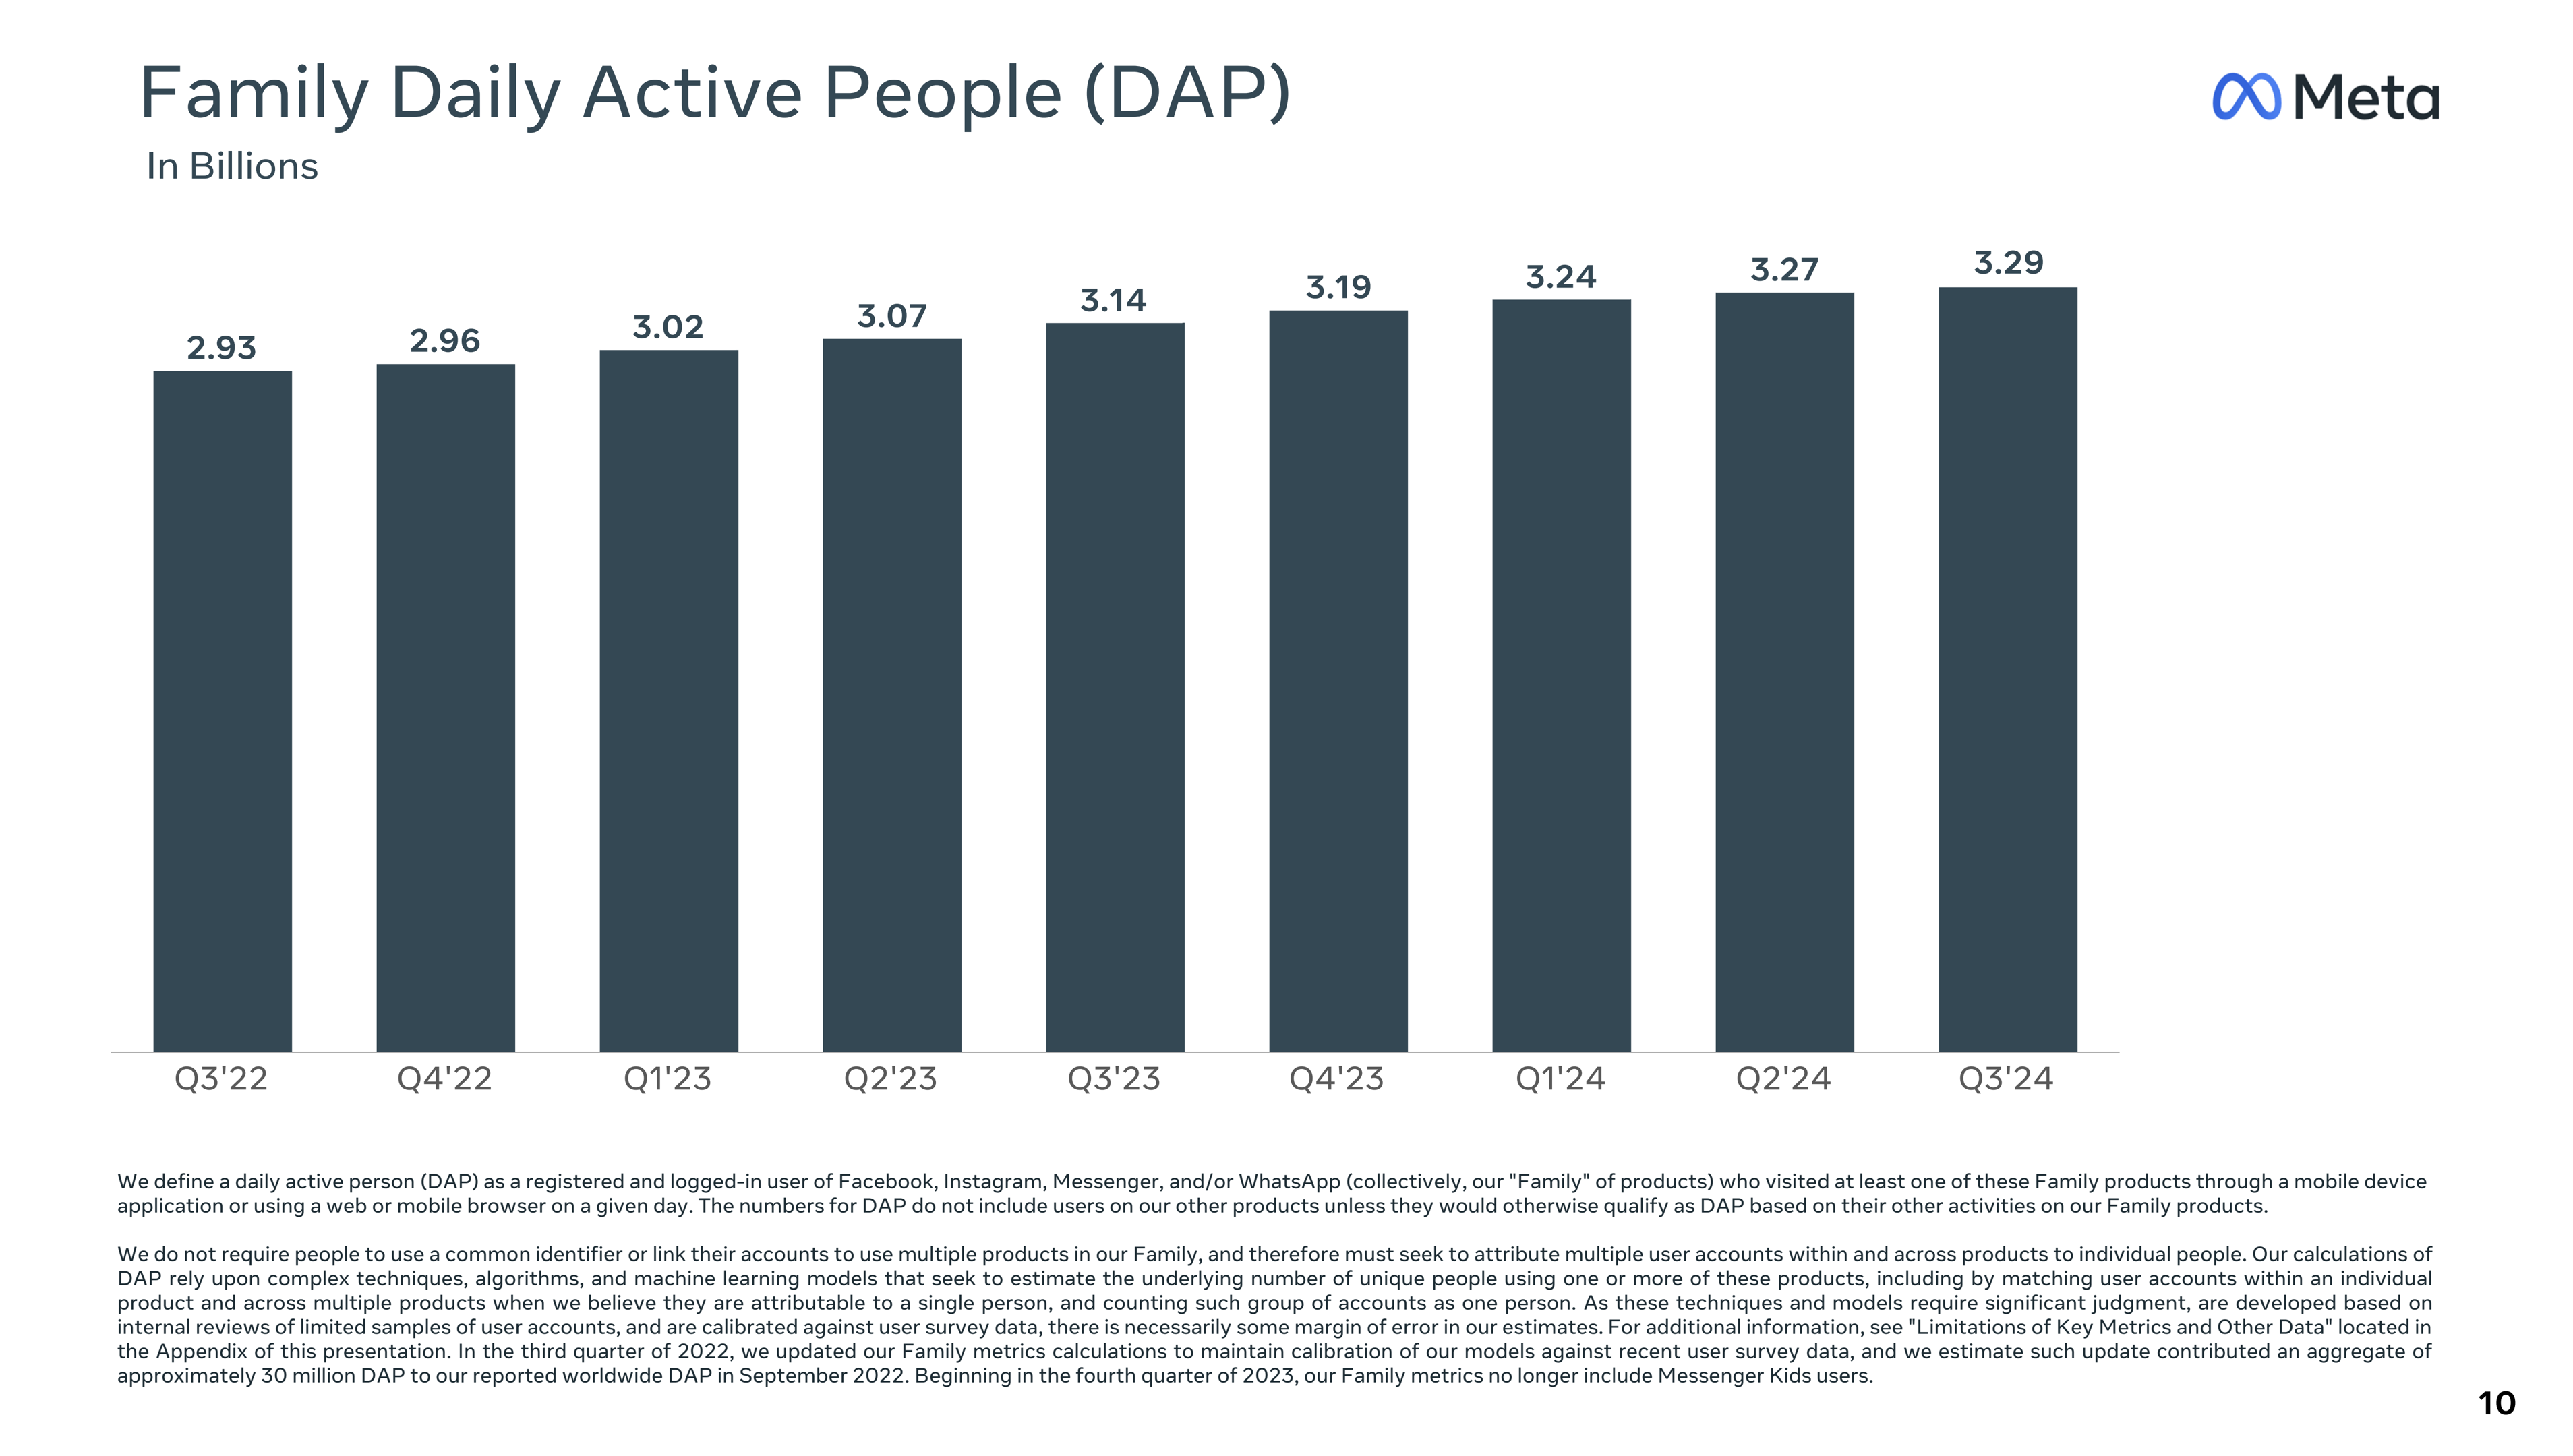 Family Daily Active People (DAP)
Meta
In Billions
2.93
2.96
3.02
3.07
3.14
3.19
3.24
3.27
3.29
Q3'22
Q4'22
Q1'23
Q2'23
Q3'23
Q4'23
Q1'24
Q2'24
Q3'24
We define a daily active person (DAP) as a registered and logged-in user of Facebook, Instagram, Messenger, and/or WhatsApp (collectively, our "Family" of products) who visited at least one of these Family products through a mobile device
application or using a web or mobile browser on a given day. The numbers for DAP do not include users on our other products unless they would otherwise qualify as DAP based on their other activities on our Family products.
We do not require people to use a common identifier or link their accounts to use multiple products in our Family, and therefore must seek to attribute multiple user accounts within and across products to individual people. Our calculations of
DAP rely upon complex techniques, algorithms, and machine learning models that seek to estimate the underlying number of unique people using one or more of these products, including by matching user accounts within an individual
product and across multiple products when we believe they are attributable to a single person, and counting such group of accounts as one person. As these techniques and models require significant judgment, are developed based on
internal reviews of limited samples of user accounts, and are calibrated against user survey data, there is necessarily some margin of error in our estimates. For additional information, see "Limitations of Key Metrics and Other Data" located in
the Appendix of this presentation. In the third quarter of 2022, we updated our Family metrics calculations to maintain calibration of our models against recent user survey data, and we estimate such update contributed an aggregate of
approximately 30 million DAP to our reported worldwide DAP in September 2022. Beginning in the fourth quarter of 2023, our Family metrics no longer include Messenger Kids users.
10